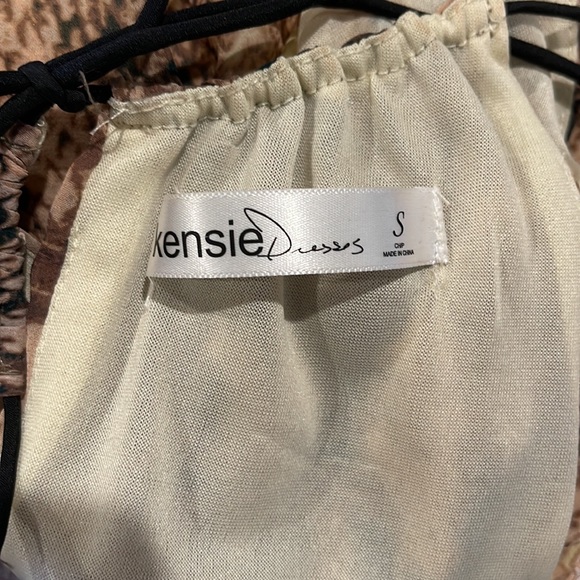 kensie Dresses
S
CHP
MADE IN CHINA